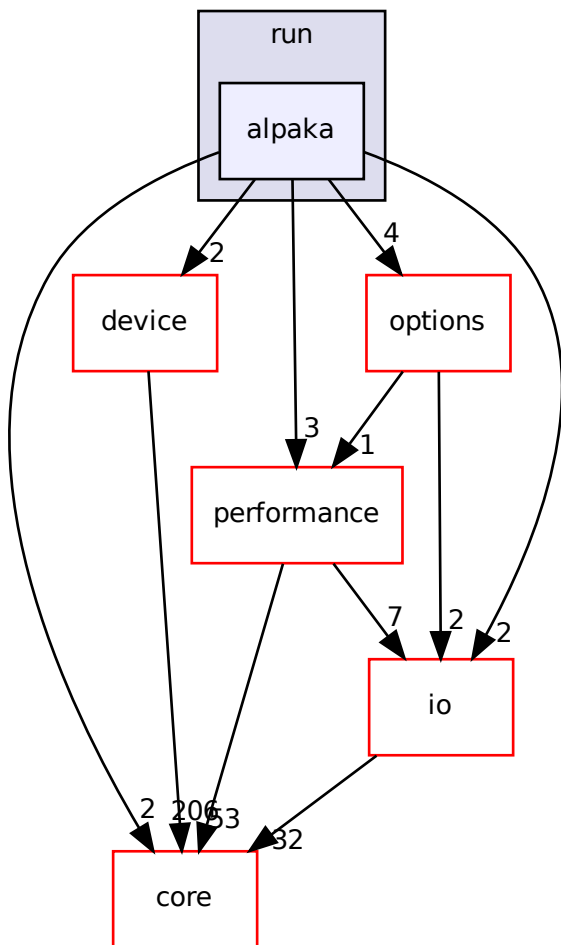 run
alpaka
4
2
device
options
3
1
performance
7
2
2
io
2
206
53
32
core